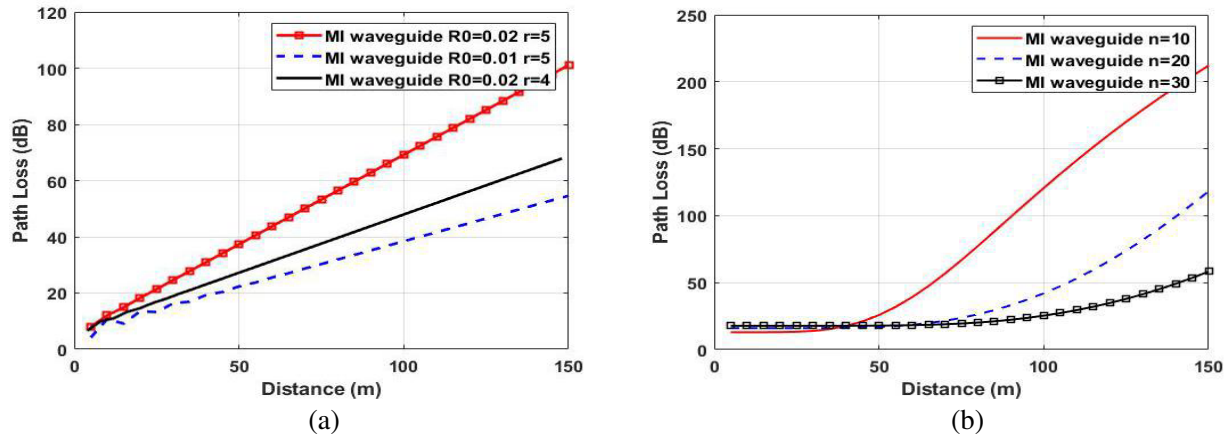 120
100
80
60
40
20
0
Path Loss (dB)
MI waveguide R0=0.02 r=5
MI waveguide R0=0.01 r=5
MI waveguide R0=0.02 r=4
0 50 100 150
Distance (m)
(a)
250
200
150
100
50
0
Path Loss (dB)
MI waveguide n=10
MI waveguide n=20
MI waveguide n=30
0 50 100 150
Distance (m)
(b)